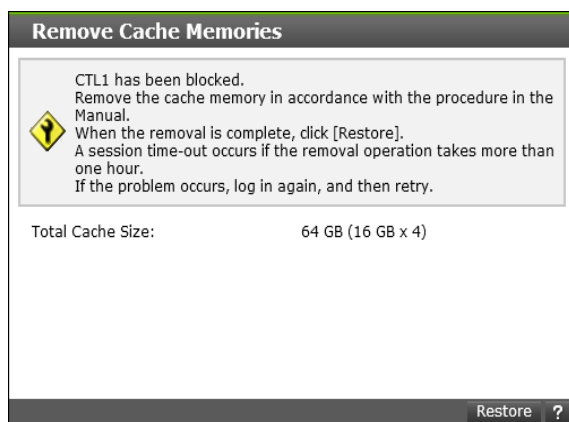 Remove Cache Memories
CTL1 has been blocked.
Remove the cache memory in accordance with the procedure in the
Manual.
When the removal is complete, click [Restore].
A session time-out occurs if the removal operation takes more than
one hour.
If the problem occurs, log in again, and then retry.
Total Cache Size: 64 GB (16 GB x 4)
Restore ?